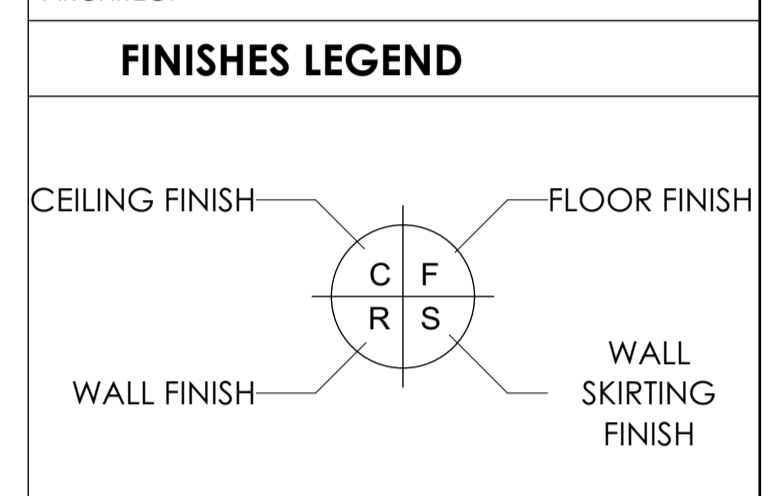 FINISHES LEGEND
CEILING FINISH
FLOOR FINISH
C F
R S
WALL FINISH
WALL
SKIRTING
FINISH